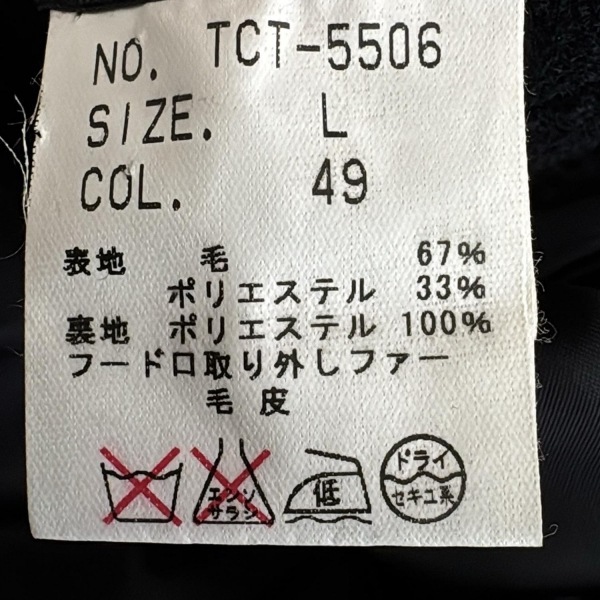 NO. TCT-5506
SIZE. L
COL. 49
表地 毛 67%
ポリエステル 33%
裏地 ポリエステル 100%
フード口取り外しファー
毛皮
エンソ
サラシ
低
ドライ
セキユ系